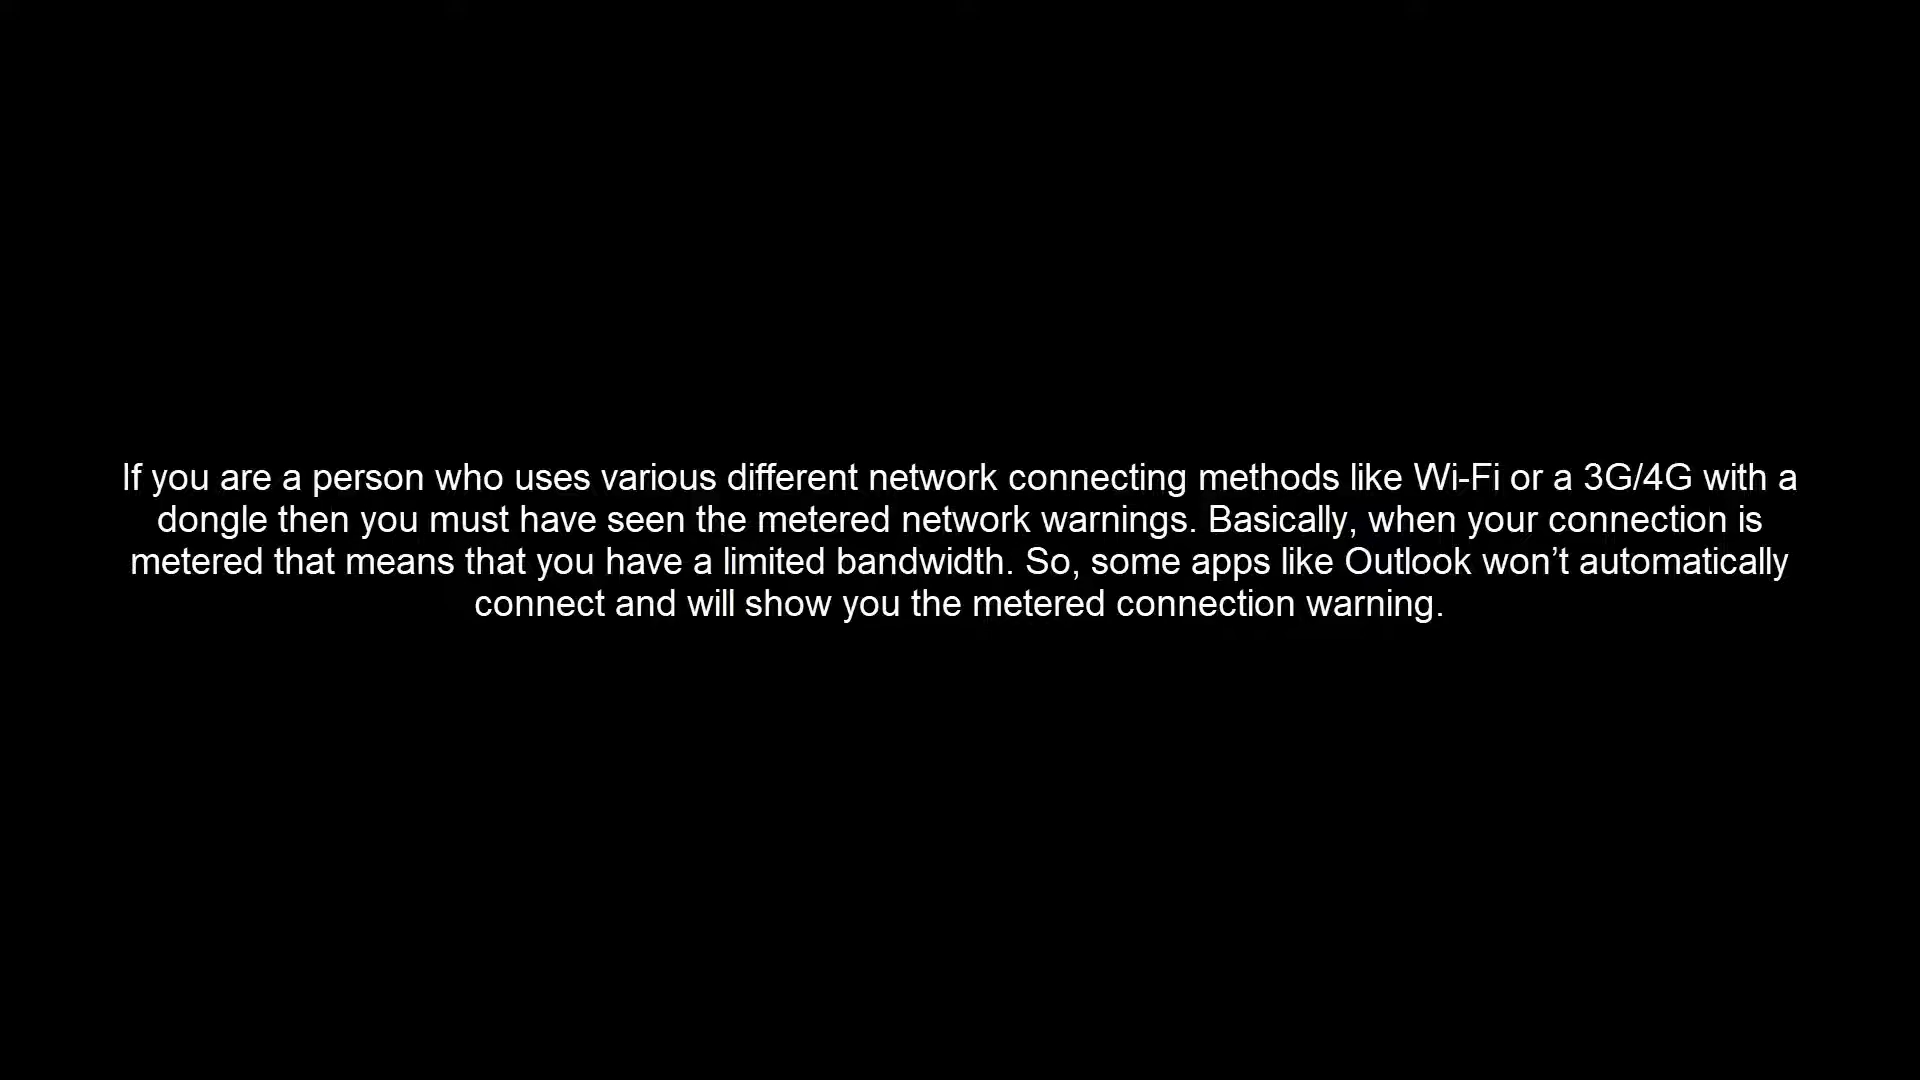 If you are a person who uses various different network connecting methods like Wi-Fi or a 3G/4G with a
dongle then you must have seen the metered network warnings. Basically, when your connection is
metered that means that you have a limited bandwidth. So, some apps like Outlook won’t automatically
connect and will show you the metered connection warning.